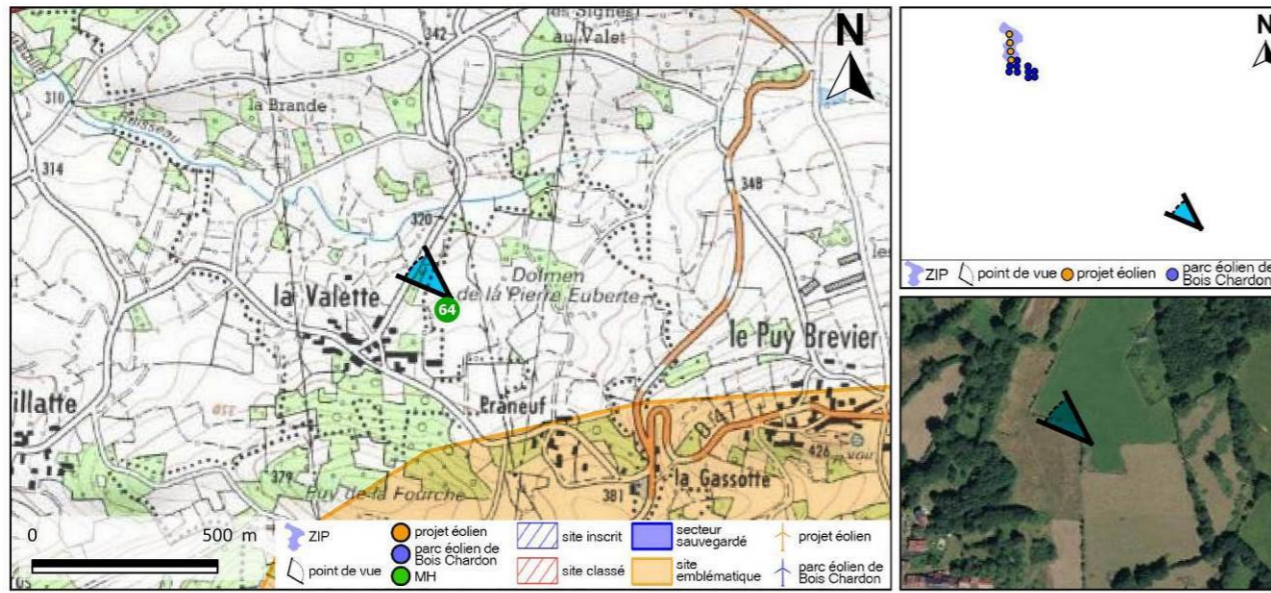 les Signes
au Valet
342
N
310
la Brande
Ruisseau
314
348
320
Dolmen
de la Pierre Euberte
la Valette
64
le Puy Brevier
illatte
350
Praneuf
D 67
379
Puy de la Fourche
la Gassotte
426
381
0 500 m
ZIP
point de vue
projet éolien
parc éolien de
Bois Chardon
MH
site inscrit
site classé
secteur
sauvegardé
site
emblématique
projet éolien
parc éolien de
Bois Chardon
N
ZIP
point de vue
projet éolien
parc éolien de
Bois Chardon